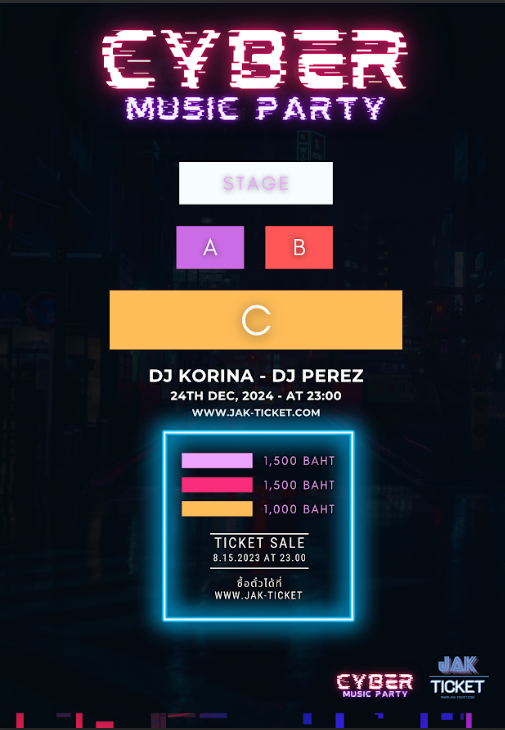 CYBER
MUSIC PARTY
STAGE
A B
C
DJ KORINA - DJ PEREZ
24TH DEC, 2024 - AT 23:00
WWW.JAK-TICKET.COM
1,500 BAHT
1,500 BAHT
1,000 BAHT
TICKET SALE
8.15.2023 AT 23.00
ซื้อตั๋วได้ที่
WWW.JAK-TICKET
CYBER
MUSIC PARTY
JAK
TICKET